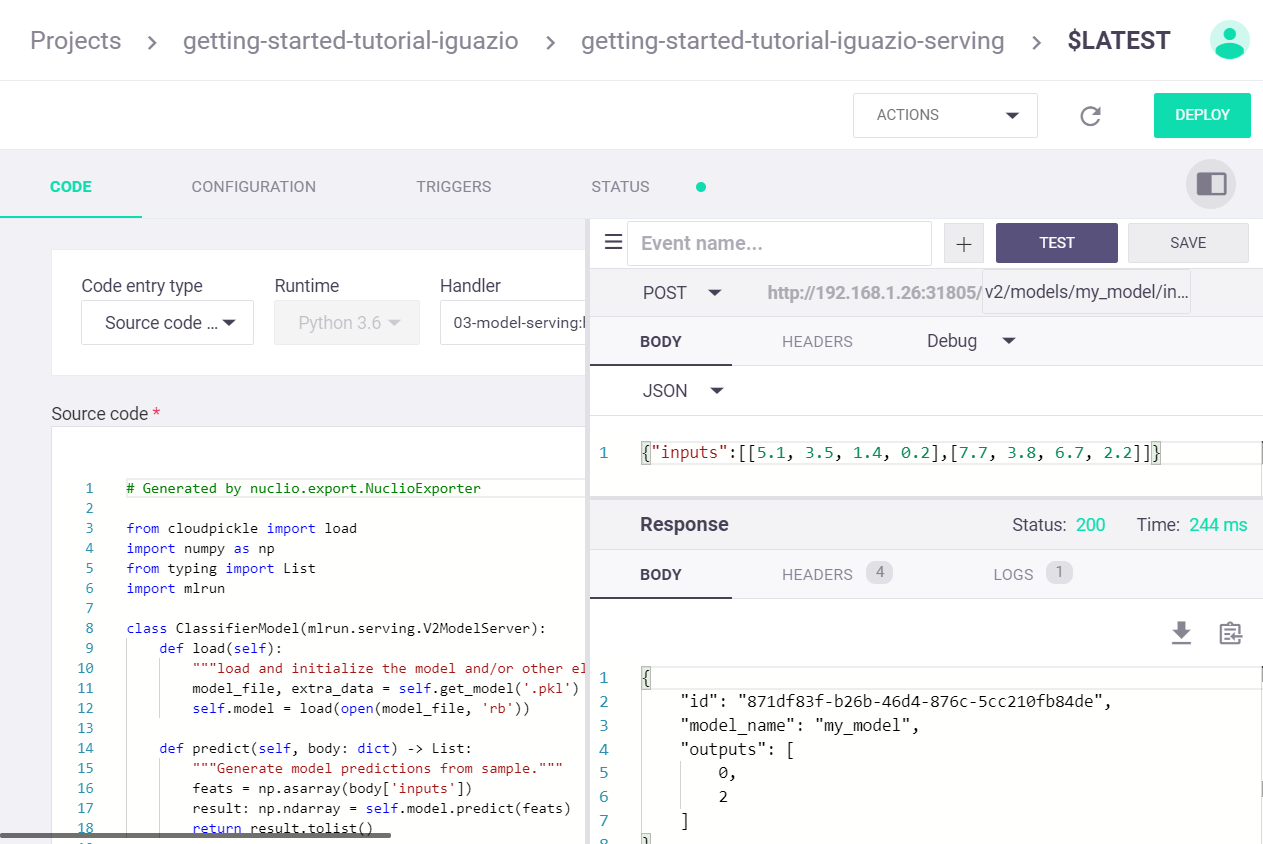 Projects > getting-started-tutorial-iguazio > getting-started-tutorial-iguazio-serving > $LATEST
ACTIONS
DEPLOY
CODE
CONFIGURATION
TRIGGERS
STATUS
Code entry type
Runtime
Handler
Source code ...
Python 3.6
03-model-serving:
Source code *
1 # Generated by nuclio.export.NuclioExporter
2
3 from cloudpickle import load
4 import numpy as np
5 from typing import List
6 import mlrun
7
8 class ClassifierModel(mlrun.serving.V2ModelServer):
9 def load(self):
10 """load and initialize the model and/or other el
11 model_file, extra_data = self.get_model('.pkl')
12 self.model = load(open(model_file, 'rb'))
13
14 def predict(self, body: dict) -> List:
15 """Generate model predictions from sample."""
16 feats = np.asarray(body['inputs'])
17 result: np.ndarray = self.model.predict(feats)
18 return result.tolist()
Event name...
+
TEST
SAVE
POST
http://192.168.1.26:31805/
v2/models/my_model/in...
BODY
HEADERS
Debug
JSON
1 {"inputs":[[5.1, 3.5, 1.4, 0.2],[7.7, 3.8, 6.7, 2.2]]}
Response
Status: 200
Time: 244 ms
BODY
HEADERS 4
LOGS 1
1 {
2 "id": "871df83f-b26b-46d4-876c-5cc210fb84de",
3 "model_name": "my_model",
4 "outputs": [
5 0,
6 2
7 ]
8 }